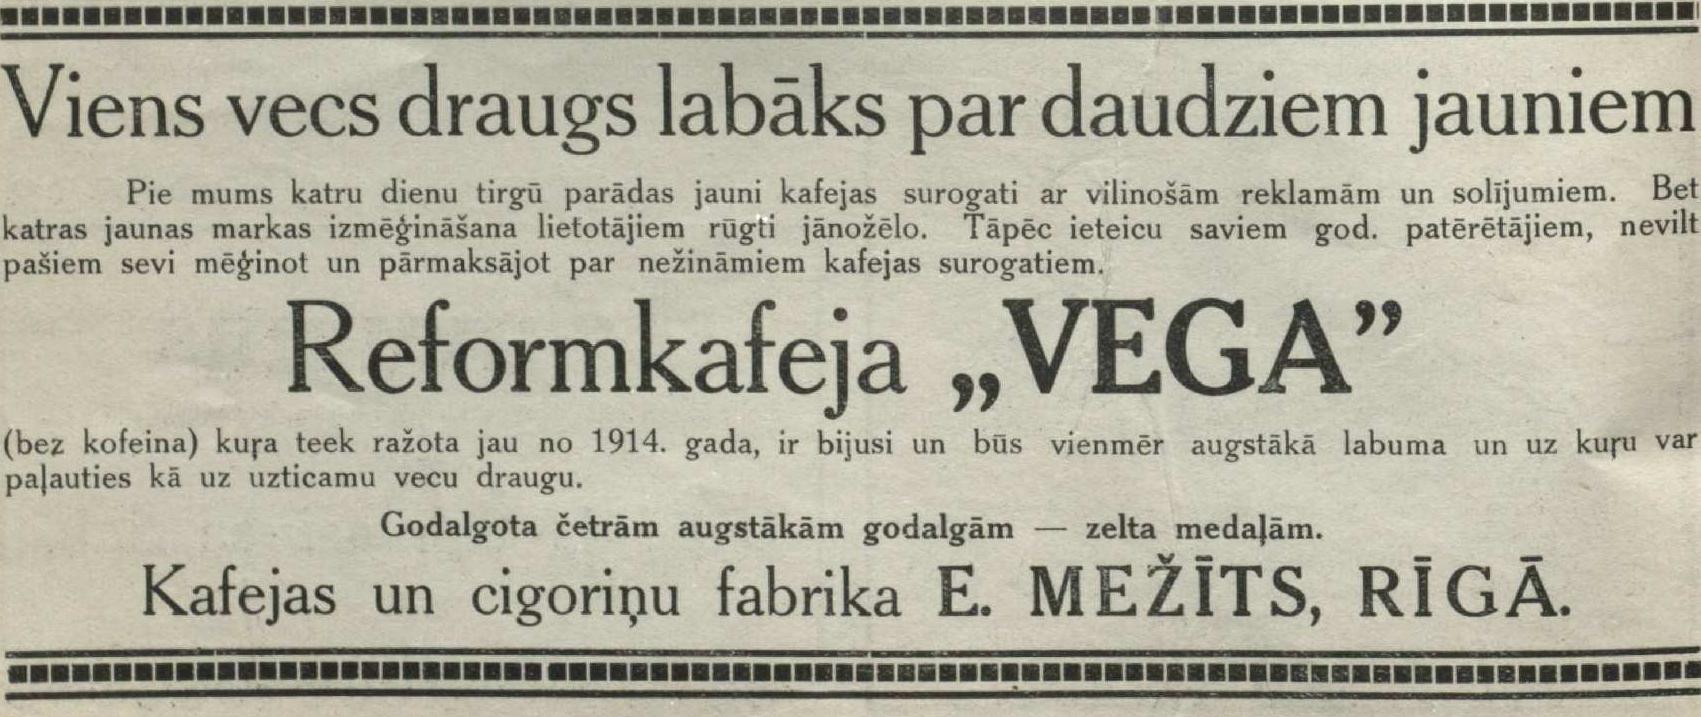 Viens vecs draugs labāks par daudziem jauniem
Pie mums katru dienu tirgū parādas jauni kafejas surogati ar vilinošām reklamām un solījumiem. Bet
katras jaunas markas izmēģināšana lietotājiem rūgti jānožēlo. Tāpēc ieteicu saviem god. patērētājiem, nevilt
pašiem sevi mēģinot un pārmaksājot par nežināmiem kafejas surogatiem.
Reformkafeja „VEGA”
(bez kofeina) kuŗa teek ražota jau no 1914. gada, ir bijusi un būs vienmēr augstākā labuma un uz kuŗu var
paļauties kā uz uzticamu vecu draugu.
Godalgota četrām augstākām godalgām — zelta medaļām.
Kafejas un cigoriņu fabrika E. MEŽĪTS, RĪGĀ.